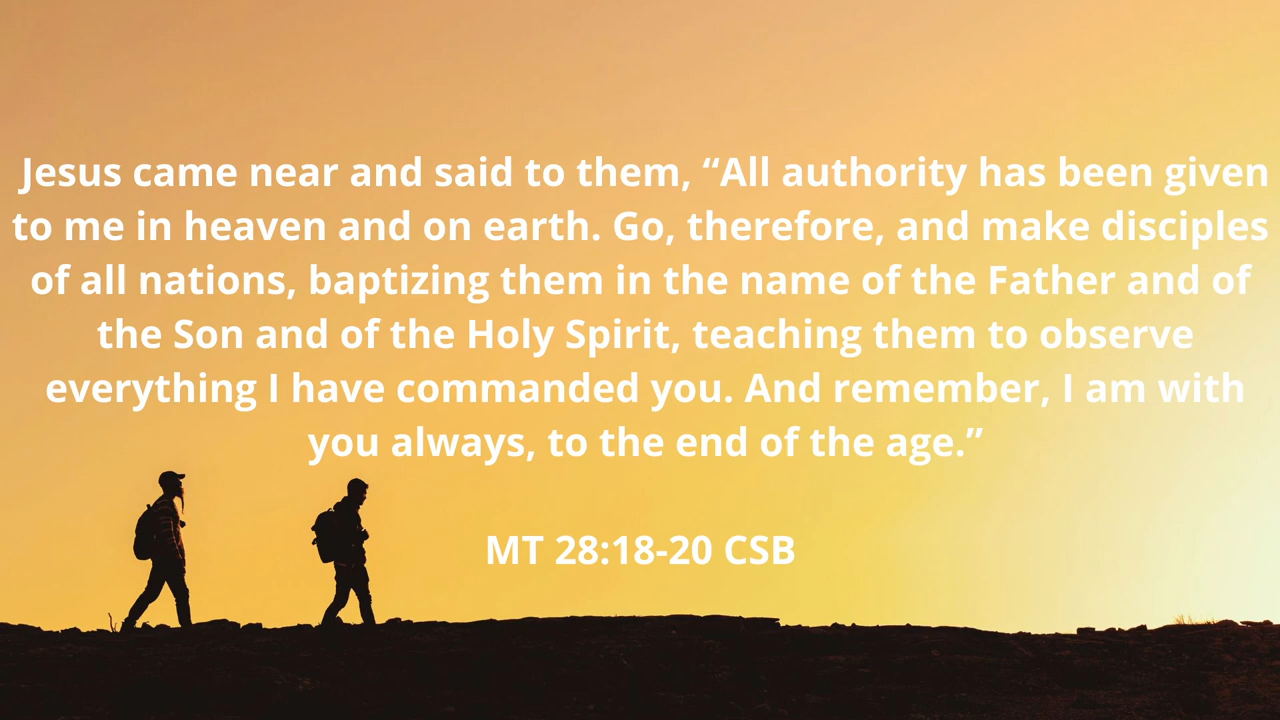 Jesus came near and said to them, “All authority has been given
to me in heaven and on earth. Go, therefore, and make disciples
of all nations, baptizing them in the name of the Father and of
the Son and of the Holy Spirit, teaching them to observe
everything I have commanded you. And remember, I am with
you always, to the end of the age.”
MT 28:18-20 CSB